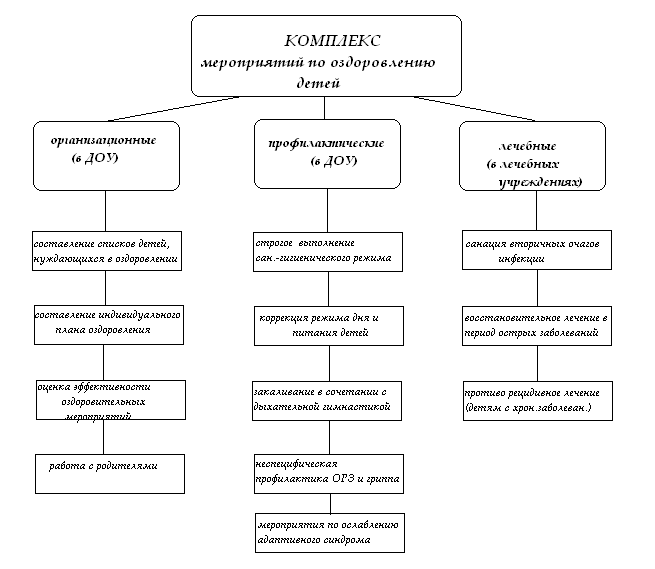 КОМПЛЕКС
мероприятий по оздоровлению
детей
организационные
(в ДОУ)
составление списков детей,
нуждающихся в оздоровлении
составление индивидуального
плана оздоровления
оценка эффективности
оздоровительных
мероприятий
работа с родителями
профилактические
(в ДОУ)
строгое выполнение
сан.-гигиенического режима
коррекция режима дня и
питания детей
закаливание в сочетании с
дыхательной гимнастикой
неспецифическая
профилактика ОРЗ и гриппа
мероприятия по ослаблению
адаптивного синдрома
лечебные
(в лечебных
учреждениях)
санация вторичных очагов
инфекции
восстановительное лечение в
период острых заболеваний
противо рецидивное лечение
(детям с хрон.заболеван.)